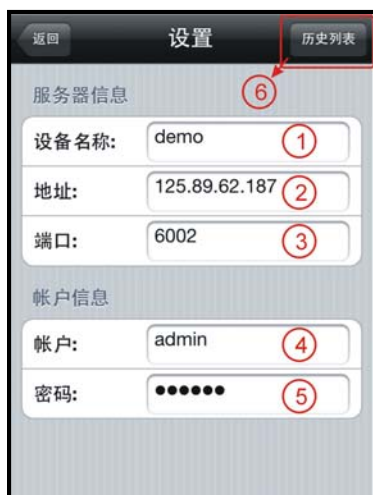 返回 设置 历史列表
⑥
服务器信息
设备名称: demo ①
地址: 125.89.62.187 ②
端口: 6002 ③
帐户信息
帐户: admin ④
密码: ●●●●●● ⑤